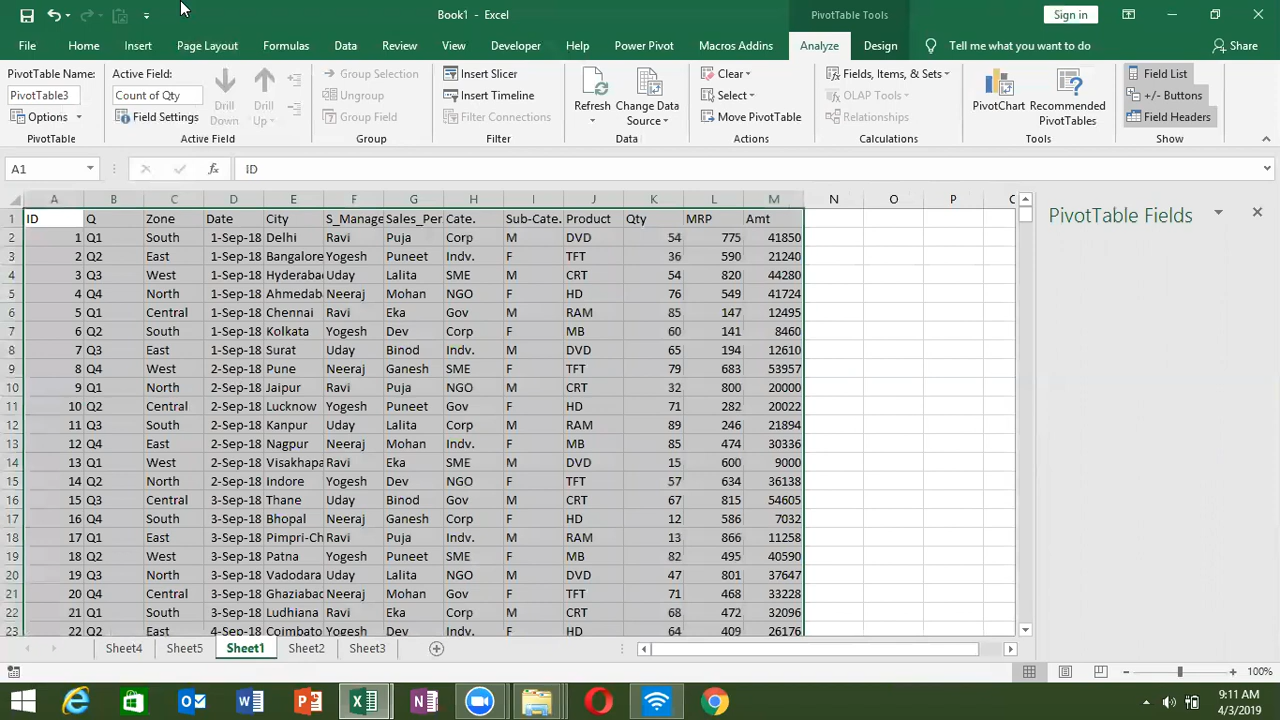 Book1 - Excel
PivotTable Tools
Sign in
File Home Insert Page Layout Formulas Data Review View Developer Help Power Pivot Macros Addins Analyze Design Tell me what you want to do Share
PivotTable Name: Active Field: Group Selection Insert Slicer Clear Fields, Items, & Sets Field List
PivotTable3 Count of Qty Drill Down Drill Up Ungroup Insert Timeline Refresh Change Data Source Select OLAP Tools PivotChart Recommended PivotTables +/- Buttons
Options Field Settings Group Field Filter Connections Move PivotTable Relationships Field Headers
PivotTable Active Field Group Filter Data Actions Calculations Tools Show
A1 fx ID
A B C D E F G H I J K L M N O P
PivotTable Fields
1 ID Q Zone Date City S_Manage Sales_Per Cate. Sub-Cate. Product Qty MRP Amt
2 1 Q1 South 1-Sep-18 Delhi Ravi Puja Corp M DVD 54 775 41850
3 2 Q2 East 1-Sep-18 Bangalore Yogesh Puneet Indv. F TFT 36 590 21240
4 3 Q3 West 1-Sep-18 Hyderabad Uday Lalita SME M CRT 54 820 44280
5 4 Q4 North 1-Sep-18 Ahmedab Neeraj Mohan NGO F HD 76 549 41724
6 5 Q1 Central 1-Sep-18 Chennai Ravi Eka Gov M RAM 85 147 12495
7 6 Q2 South 1-Sep-18 Kolkata Yogesh Dev Corp F MB 60 141 8460
8 7 Q3 East 1-Sep-18 Surat Uday Binod Indv. M DVD 65 194 12610
9 8 Q4 West 1-Sep-18 Pune Neeraj Ganesh SME F TFT 79 683 53957
10 9 Q1 North 2-Sep-18 Jaipur Ravi Puja NGO M CRT 32 800 20000
11 10 Q2 Central 2-Sep-18 Lucknow Yogesh Puneet Gov F HD 71 282 20022
12 11 Q3 South 2-Sep-18 Kanpur Uday Lalita Corp M RAM 89 246 21894
13 12 Q4 East 2-Sep-18 Nagpur Neeraj Mohan Indv. F MB 85 474 30336
14 13 Q1 West 2-Sep-18 Visakhapa Ravi Eka SME M DVD 15 600 9000
15 14 Q2 North 2-Sep-18 Indore Yogesh Dev NGO F TFT 57 634 36138
16 15 Q3 Central 3-Sep-18 Thane Uday Binod Gov M CRT 67 815 54605
17 16 Q4 South 3-Sep-18 Bhopal Neeraj Ganesh Corp F HD 12 586 7032
18 17 Q1 East 3-Sep-18 Pimpri-Ch Ravi Puja Indv. M RAM 13 866 11258
19 18 Q2 West 3-Sep-18 Patna Yogesh Puneet SME F MB 82 495 40590
20 19 Q3 North 3-Sep-18 Vadodara Uday Lalita NGO M DVD 47 801 37647
21 20 Q4 Central 3-Sep-18 Ghaziabad Neeraj Mohan Gov F TFT 71 468 33228
22 21 Q1 South 3-Sep-18 Ludhiana Ravi Eka Corp M CRT 68 472 32096
23 22 Q2 East 4-Sep-18 Coimbato Yogesh Dev Indv. F HD 64 409 26176
Sheet4 Sheet5 Sheet1 Sheet2 Sheet3
100%
9:11 AM
4/3/2019